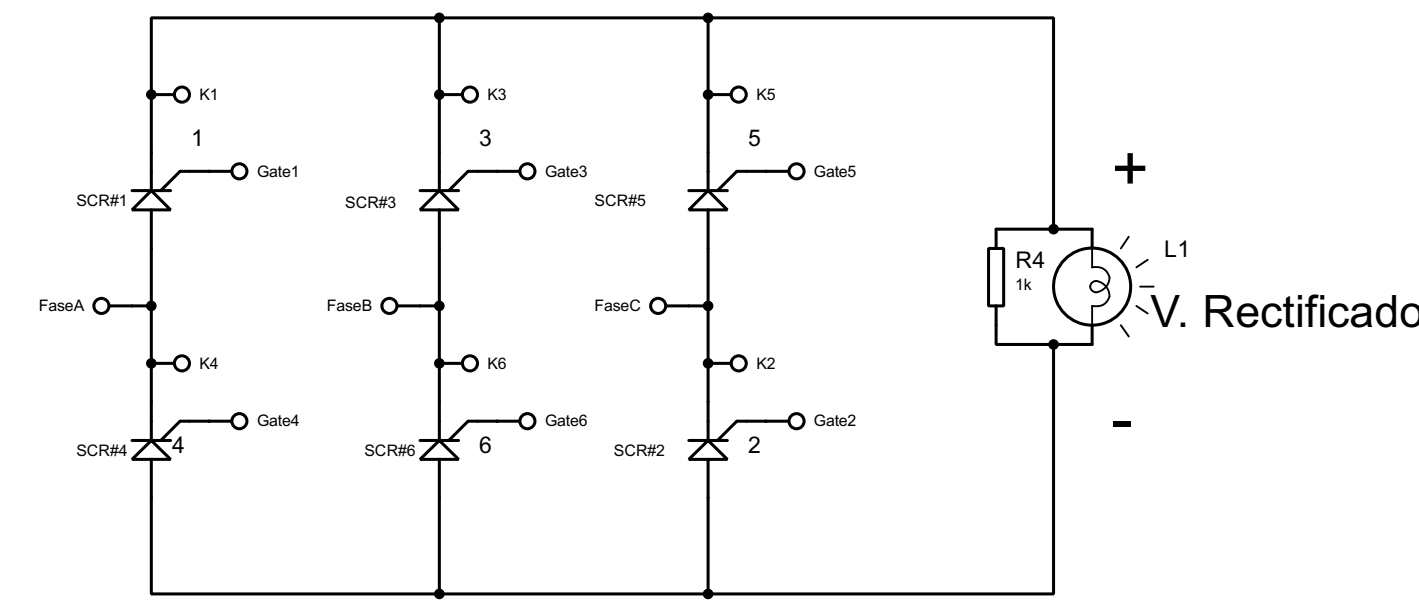 K1
K3
K5
1
3
5
Gate1
Gate3
Gate5
+
SCR#1
SCR#3
SCR#5
L1
R4
1k
FaseA
FaseB
FaseC
V. Rectificado
K4
K6
K2
Gate4
Gate6
Gate2
-
SCR#4
4
SCR#6
6
SCR#2
2